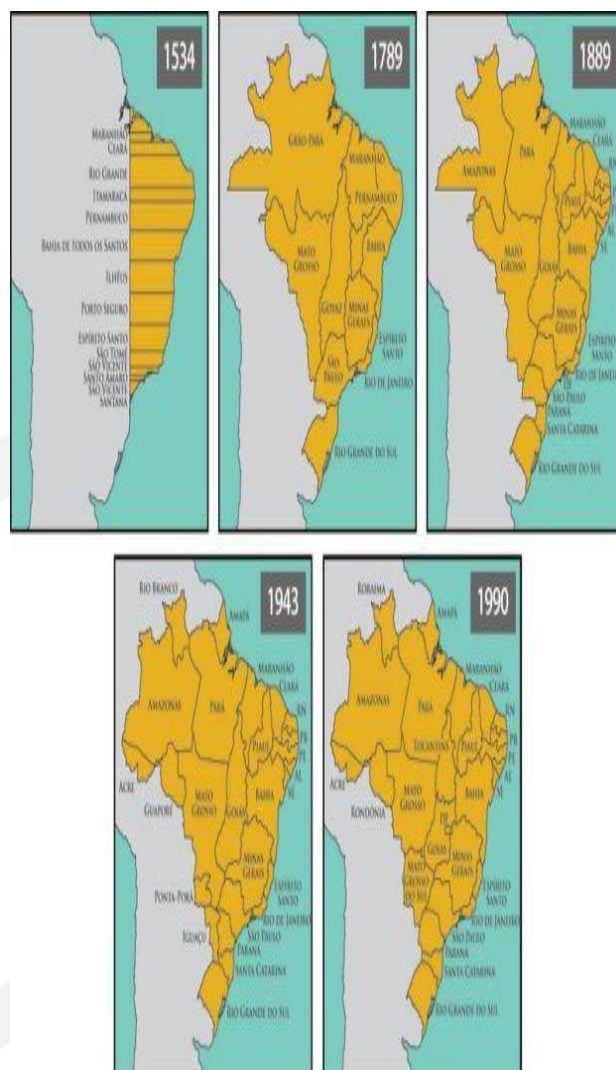 1534
MARANHÃO
CEARÁ
RIO GRANDE
ITAMARACÁ
PERNAMBUCO
BAHIA DE TODOS OS SANTOS
ILHÉUS
PORTO SEGURO
ESPÍRITO SANTO
SÃO TOMÉ
SÃO VICENTE
SANTO AMARO
SÃO VICENTE
SANTANA
1789
GRÃO-PARÁ
MARANHÃO
PERNAMBUCO
BAHIA
MATO
GROSSO
GOYAZ
MINAS
GERAIS
SÃO
PAULO
ESPÍRITO
SANTO
RIO DE JANEIRO
RIO GRANDE DO SUL
1889
MARANHÃO
CEARÁ
PARÁ
AMAZONAS
RN
PIAUÍ
AL
SE
MATO
GROSSO
GOIÁS
BAHIA
MINAS
GERAIS
ESPÍRITO
SANTO
RIO DE JANEIRO
DF
SÃO PAULO
PARANÁ
SANTA CATARINA
RIO GRANDE DO SUL
1943
RIO BRANCO
AMAPÁ
MARANHÃO
CEARÁ
AMAZONAS
PARÁ
RN
PB
PE
AL
SE
PIAUÍ
ACRE
GUAPORÉ
MATO
GROSSO
GOIÁS
BAHIA
MINAS
GERAIS
PONTA-PORÃ
IGUAÇU
ESPÍRITO
SANTO
RIO DE JANEIRO
SÃO PAULO
PARANÁ
SANTA CATARINA
RIO GRANDE DO SUL
1990
RORAIMA
AMAPÁ
MARANHÃO
CEARÁ
AMAZONAS
PARÁ
TOCANTINS
RN
PB
PE
AL
SE
PIAUÍ
ACRE
RONDÔNIA
MATO
GROSSO
BAHIA
DF
GOIÁS
MINAS
GERAIS
MATO
GROSSO
DO SUL
ESPÍRITO
SANTO
RIO DE JANEIRO
SÃO PAULO
PARANÁ
SANTA CATARINA
RIO GRANDE DO SUL